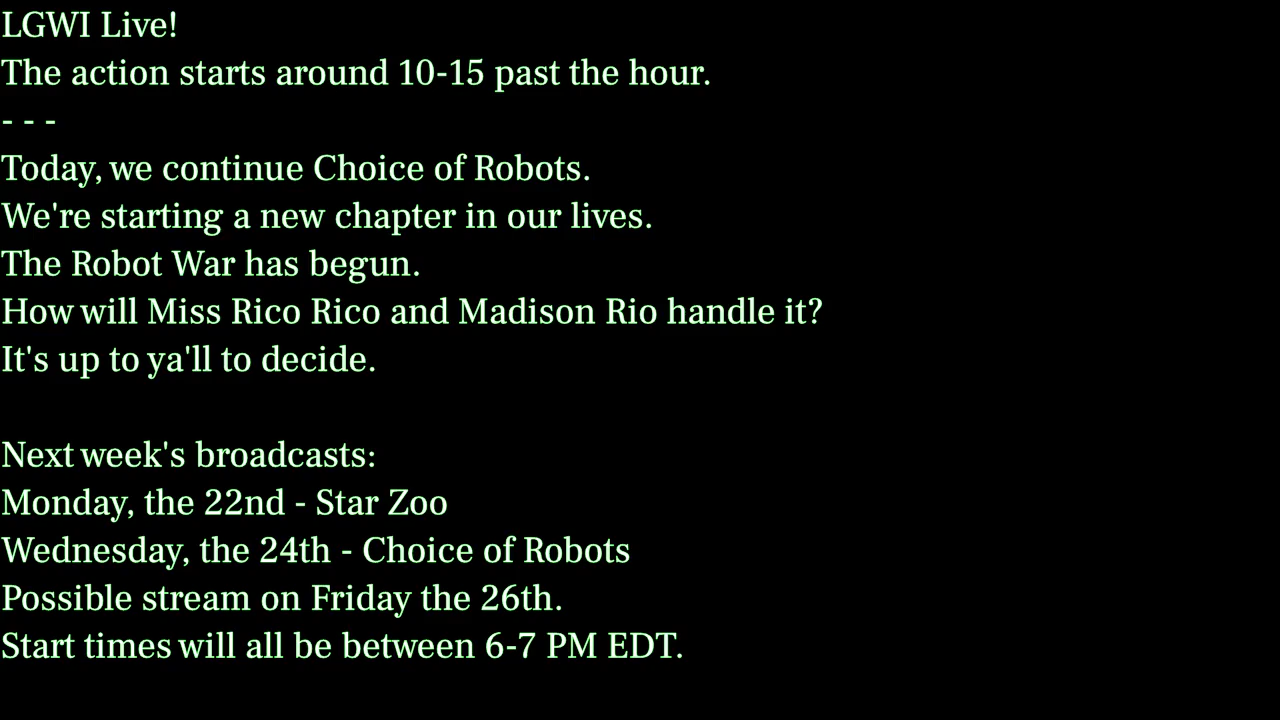 LGWI Live!
The action starts around 10-15 past the hour.
- - -
Today, we continue Choice of Robots.
We're starting a new chapter in our lives.
The Robot War has begun.
How will Miss Rico Rico and Madison Rio handle it?
It's up to ya'll to decide.
Next week's broadcasts:
Monday, the 22nd - Star Zoo
Wednesday, the 24th - Choice of Robots
Possible stream on Friday the 26th.
Start times will all be between 6-7 PM EDT.